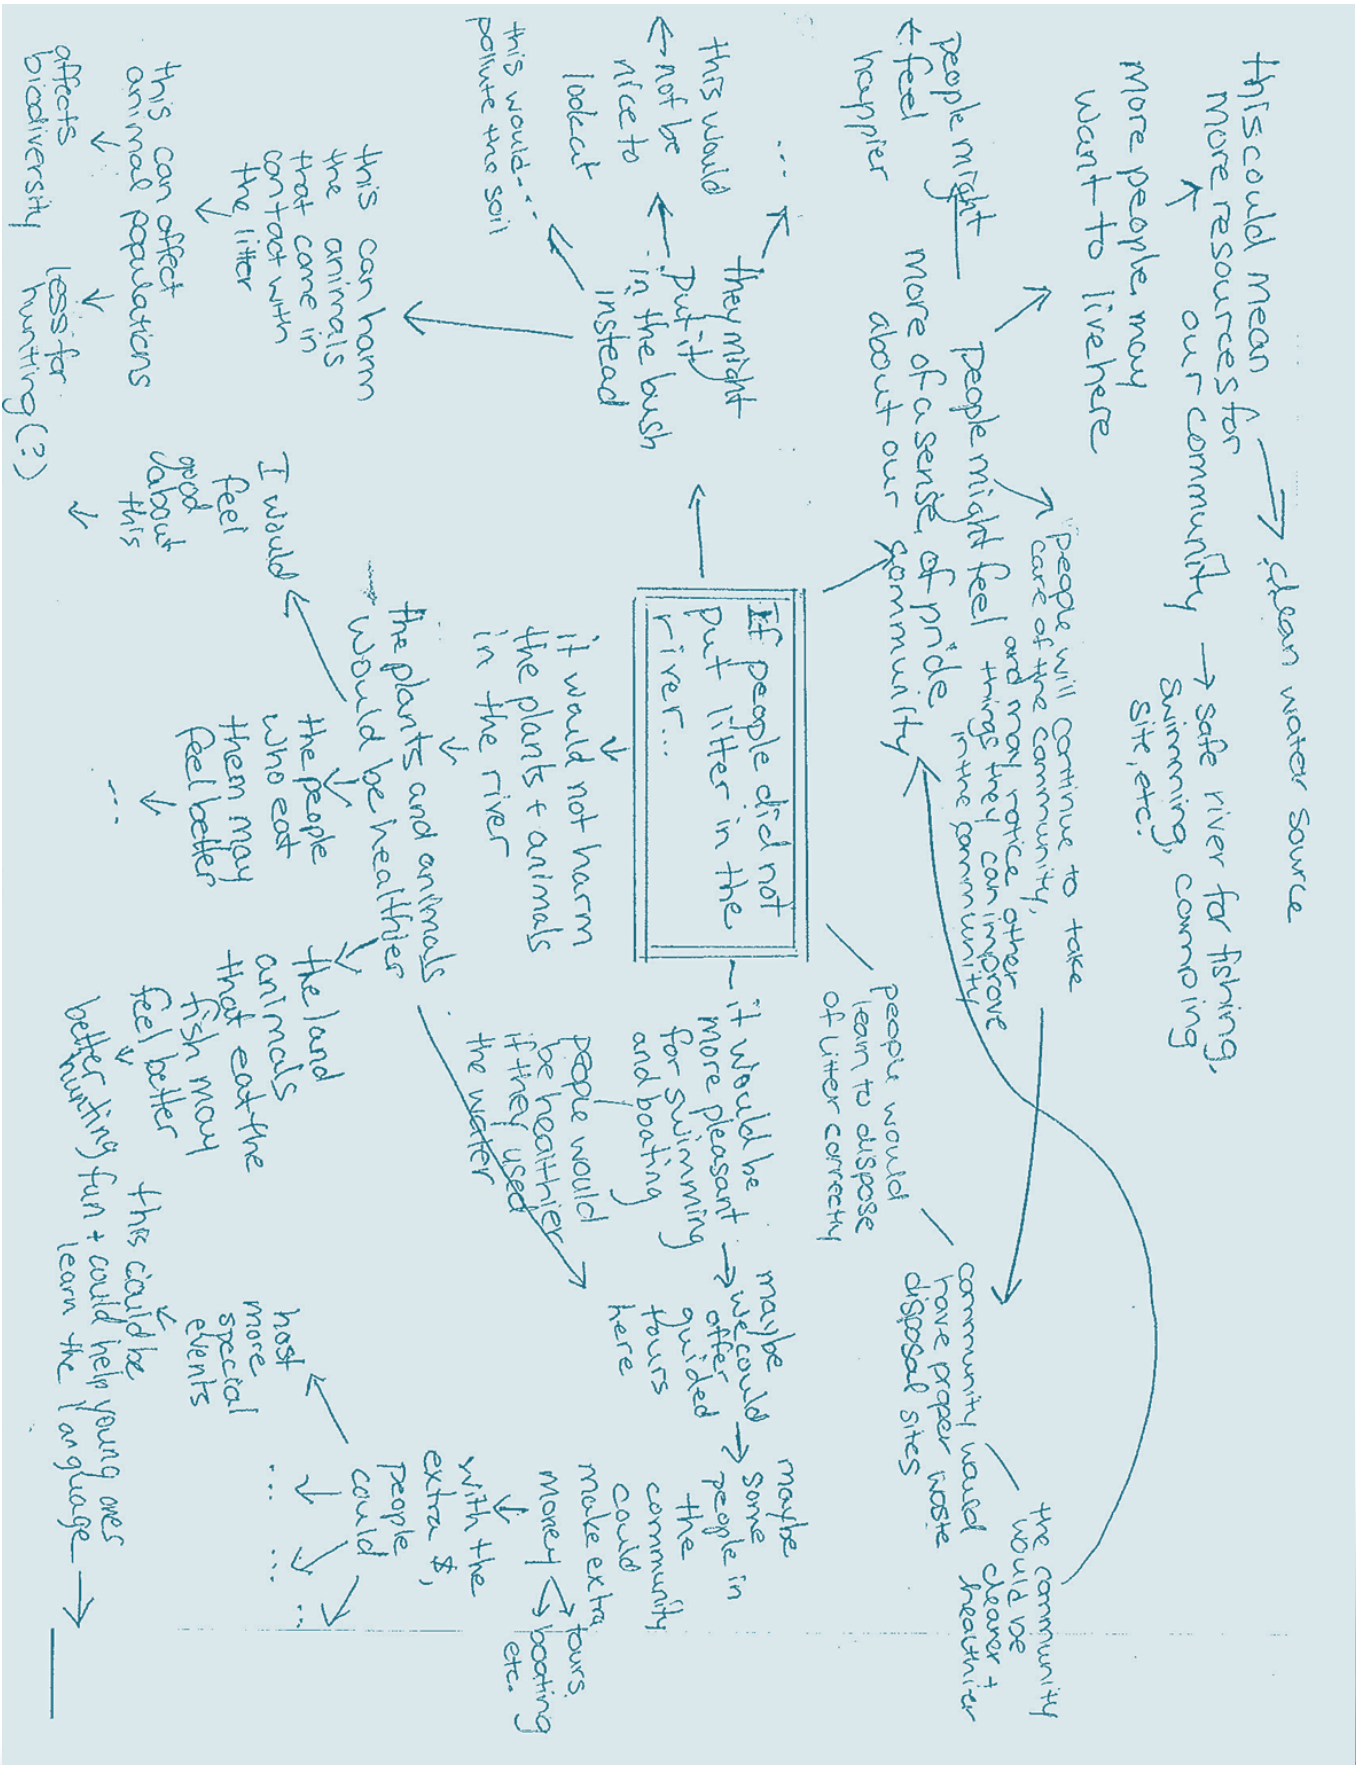 If people did not
put litter in the
river...
people might
feel
happier
more people may
want to live here
this could mean
more resources for
our community
clean water source
safe river for fishing,
swimming, camping
site, etc.
people might feel
more of a sense of pride
about our community
people will continue to take
care of the community,
and may notice other
things they can improve
in the community
people would
learn to dispose
of litter correctly
community would
have proper waste
disposal sites
the community
would be
cleaner +
healthier
it would be
more pleasant
for swimming
and boating
maybe
we could
offer
guided
tours
here
maybe
some
people in
the
community
could
make extra
money
tours,
boating
etc.
with the
extra $,
people
could
host
more
special
events
...
...
...
people would
be healthier
if they used
the water
it would not harm
the plants + animals
in the river
the plants and animals
would be healthier
I would
feel
good
about
this
the people
who eat
them may
feel better
...
the land
animals
that eat the
fish may
feel better
better hunting
this could be
fun + could help young ones
learn the language
they might
put it
in the bush
instead
...
this would
not be
nice to
look at
this would...
pollute the soil
this can harm
the animals
that come in
contact with
the litter
this can affect
animal populations
affects
biodiversity
less for
hunting (?)